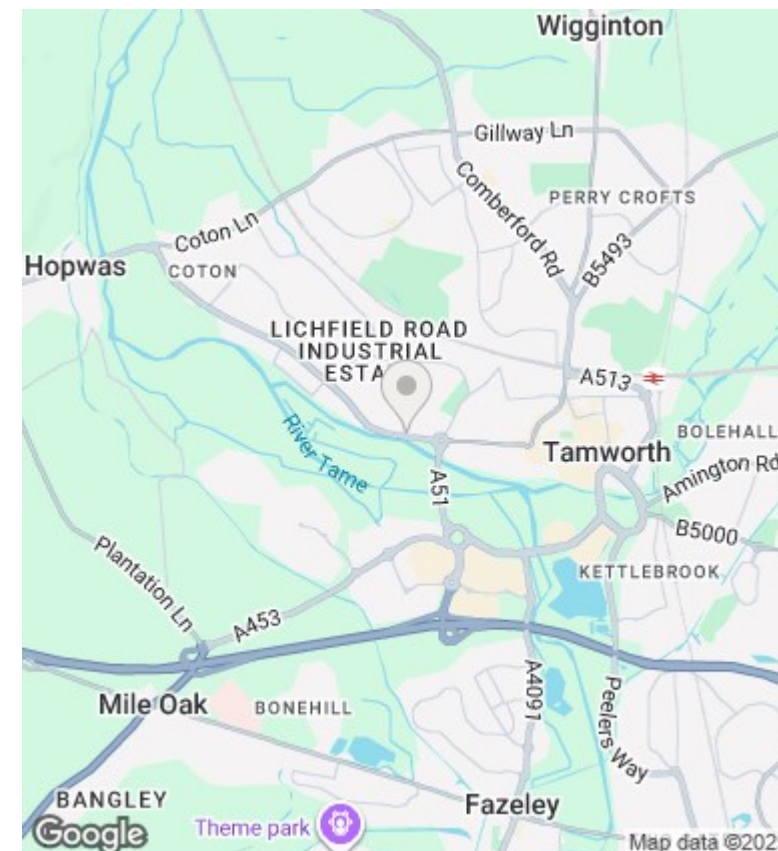 Wigginton
Gillway Ln
Comberford Rd
PERRY CROFTS
B5493
Coton Ln
Hopwas
COTON
LICHFIELD ROAD
INDUSTRIAL
ESTA
A513
River Tame
A51
Tamworth
BOLEHALL
Amington Rd
B5000
Plantation Ln
A453
KETTLEBROOK
Mile Oak
BONEHILL
A4091
Peelers Way
BANGLEY
Fazeley
Theme park
Google
Map data ©202